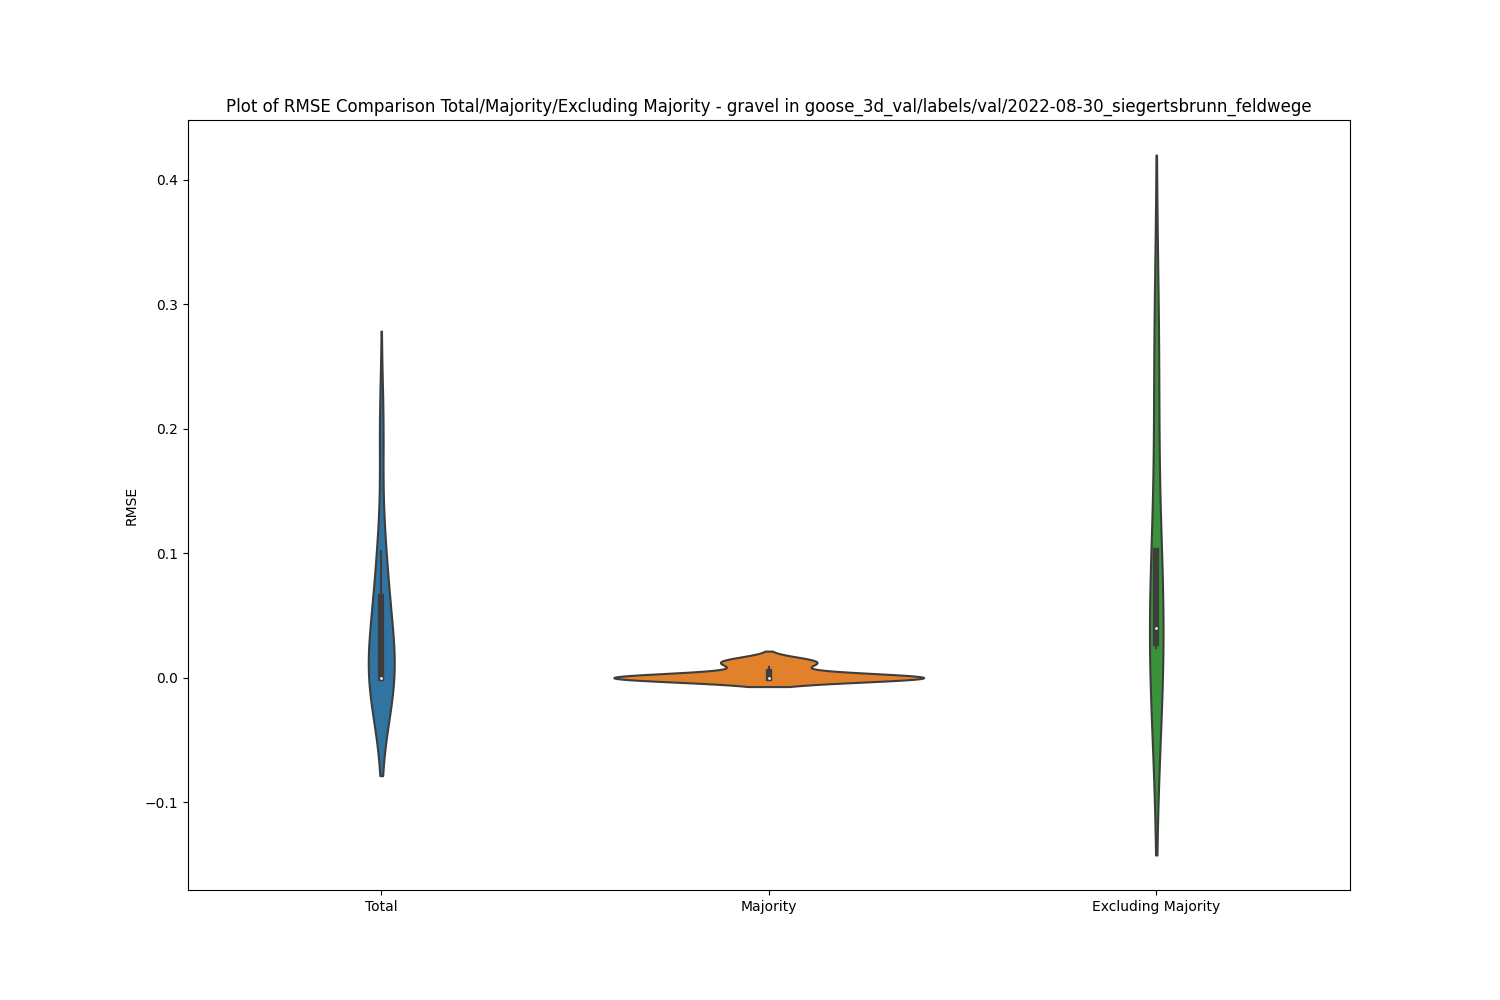 Plot of RMSE Comparison Total/Majority/Excluding Majority - gravel in goose_3d_val/labels/val/2022-08-30_siegertsbrunn_feldwege
0.4
0.3
0.2
0.1
0.0
−0.1
RMSE
Total
Majority
Excluding Majority